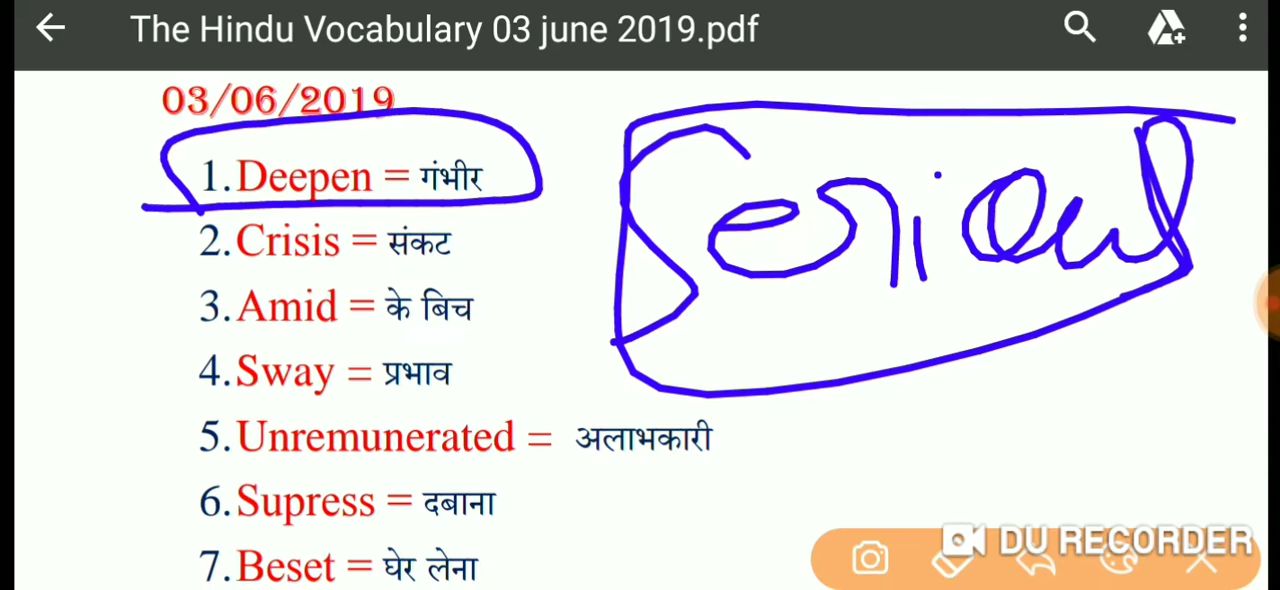 The Hindu Vocabulary 03 june 2019.pdf
03/06/2019
1. Deepen = गंभीर
Serious
2. Crisis = संकट
3. Amid = के बिच
4. Sway = प्रभाव
5. Unremunerated = अलाभकारी
6. Supress = दबाना
7. Beset = घेर लेना
DU RECORDER